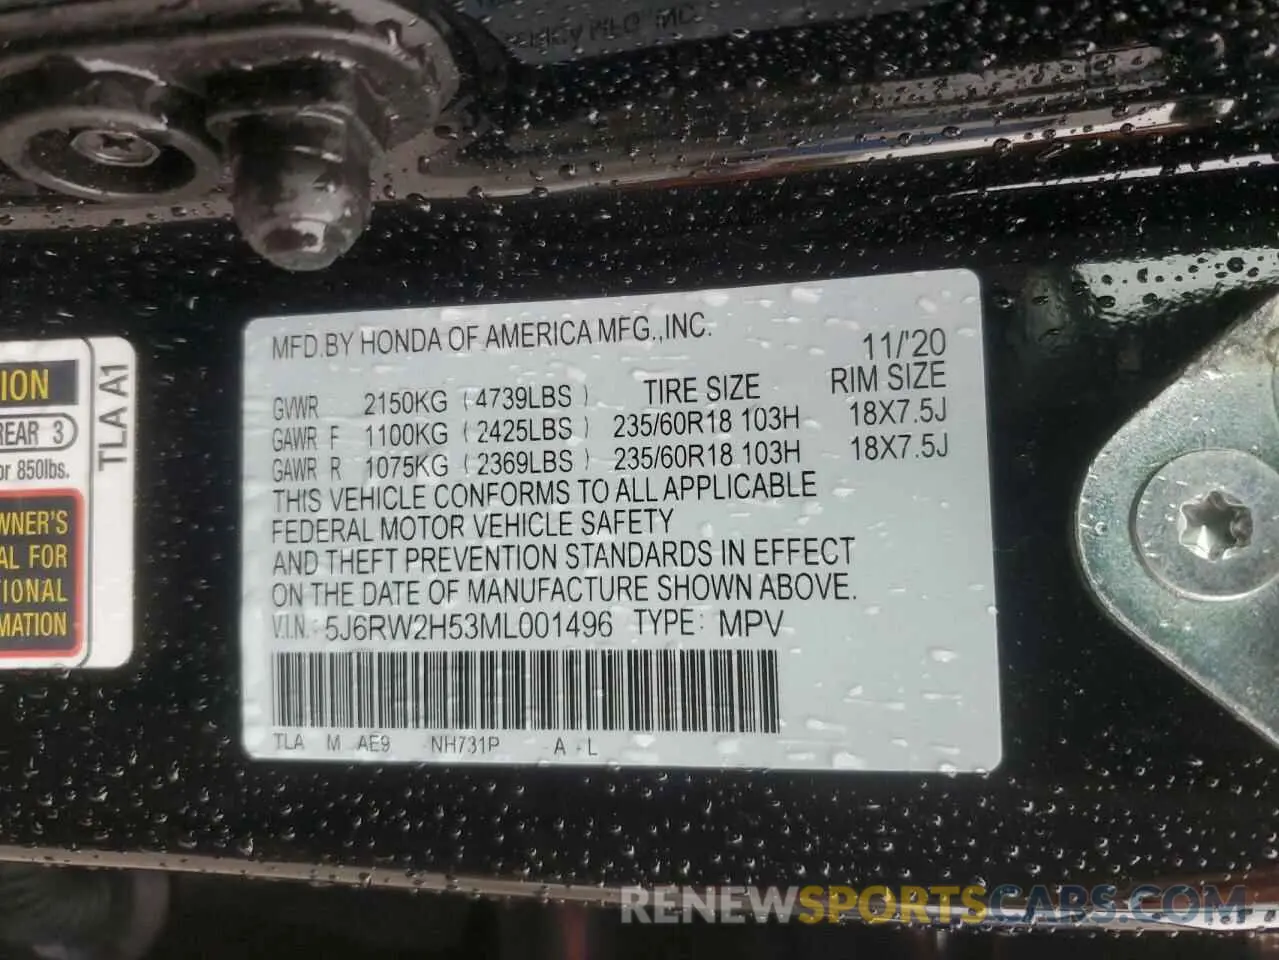 MFD.BY HONDA OF AMERICA MFG.,INC. 11/'20
GVWR 2150KG (4739LBS) TIRE SIZE RIM SIZE
GAWR F 1100KG (2425LBS) 235/60R18 103H 18X7.5J
GAWR R 1075KG (2369LBS) 235/60R18 103H 18X7.5J
THIS VEHICLE CONFORMS TO ALL APPLICABLE
FEDERAL MOTOR VEHICLE SAFETY
AND THEFT PREVENTION STANDARDS IN EFFECT
ON THE DATE OF MANUFACTURE SHOWN ABOVE.
V.I.N.: 5J6RW2H53ML001496 TYPE: MPV
TLA M AE9 NH731P A - L
ION
REAR 3
or 850lbs.
WNER'S
AL FOR
IONAL
MATION
TLA A1
RENEWSPORTSCARS.COM